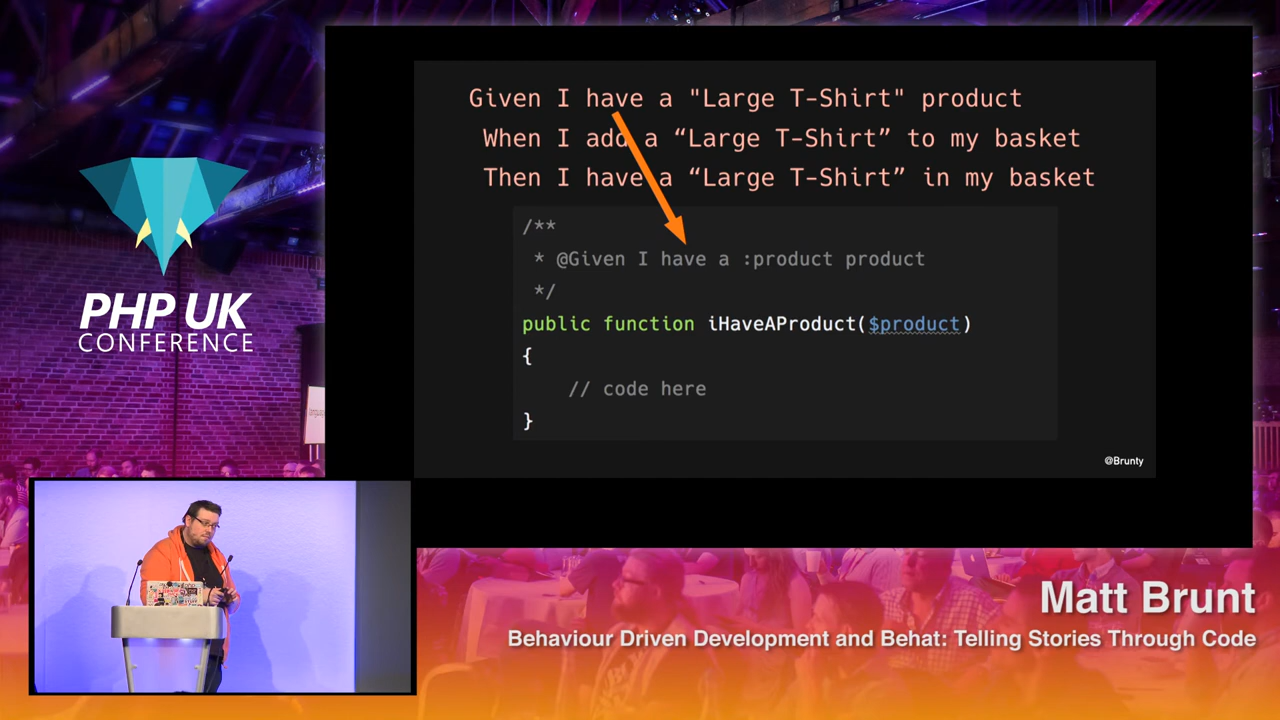 Given I have a "Large T-Shirt" product
When I add a “Large T-Shirt” to my basket
Then I have a “Large T-Shirt” in my basket
/**
* @Given I have a :product product
*/
public function iHaveAProduct($product)
{
// code here
}
@Brunty
PHP UK
CONFERENCE
Matt Brunt
Behaviour Driven Development and Behat: Telling Stories Through Code